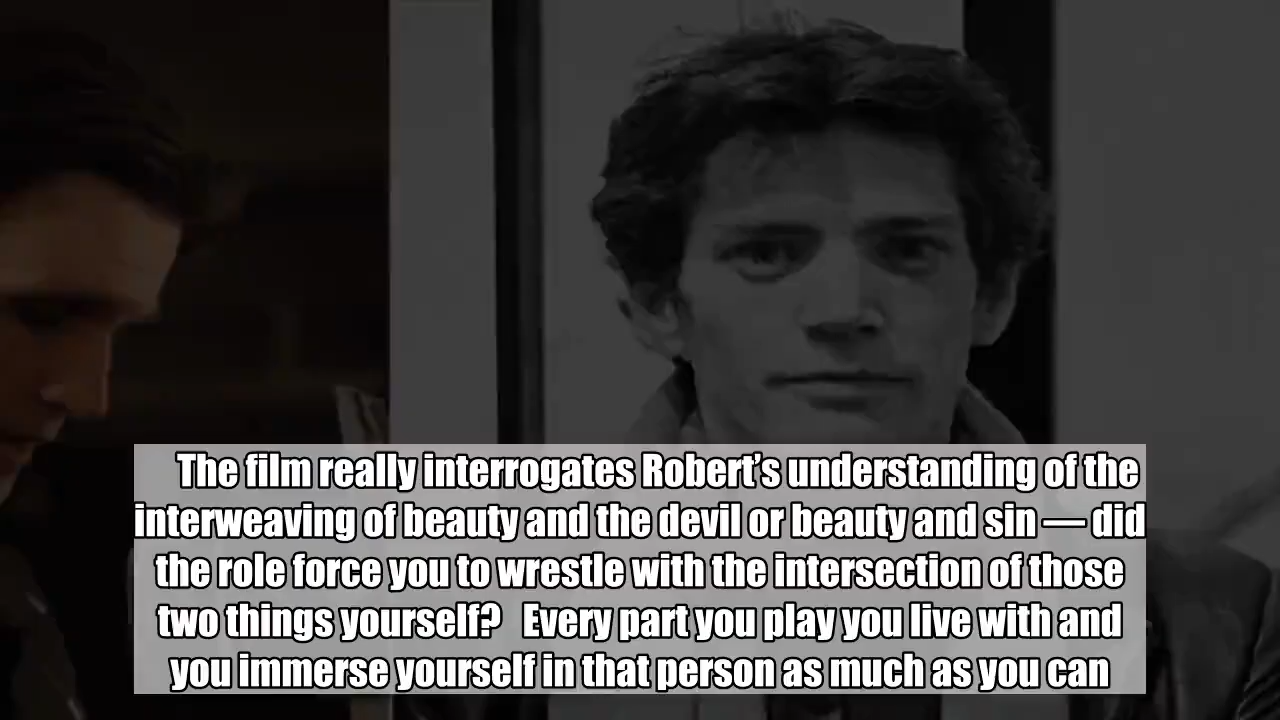 The film really interrogates Robert’s understanding of the
interweaving of beauty and the devil or beauty and sin — did
the role force you to wrestle with the intersection of those
two things yourself? Every part you play you live with and
you immerse yourself in that person as much as you can